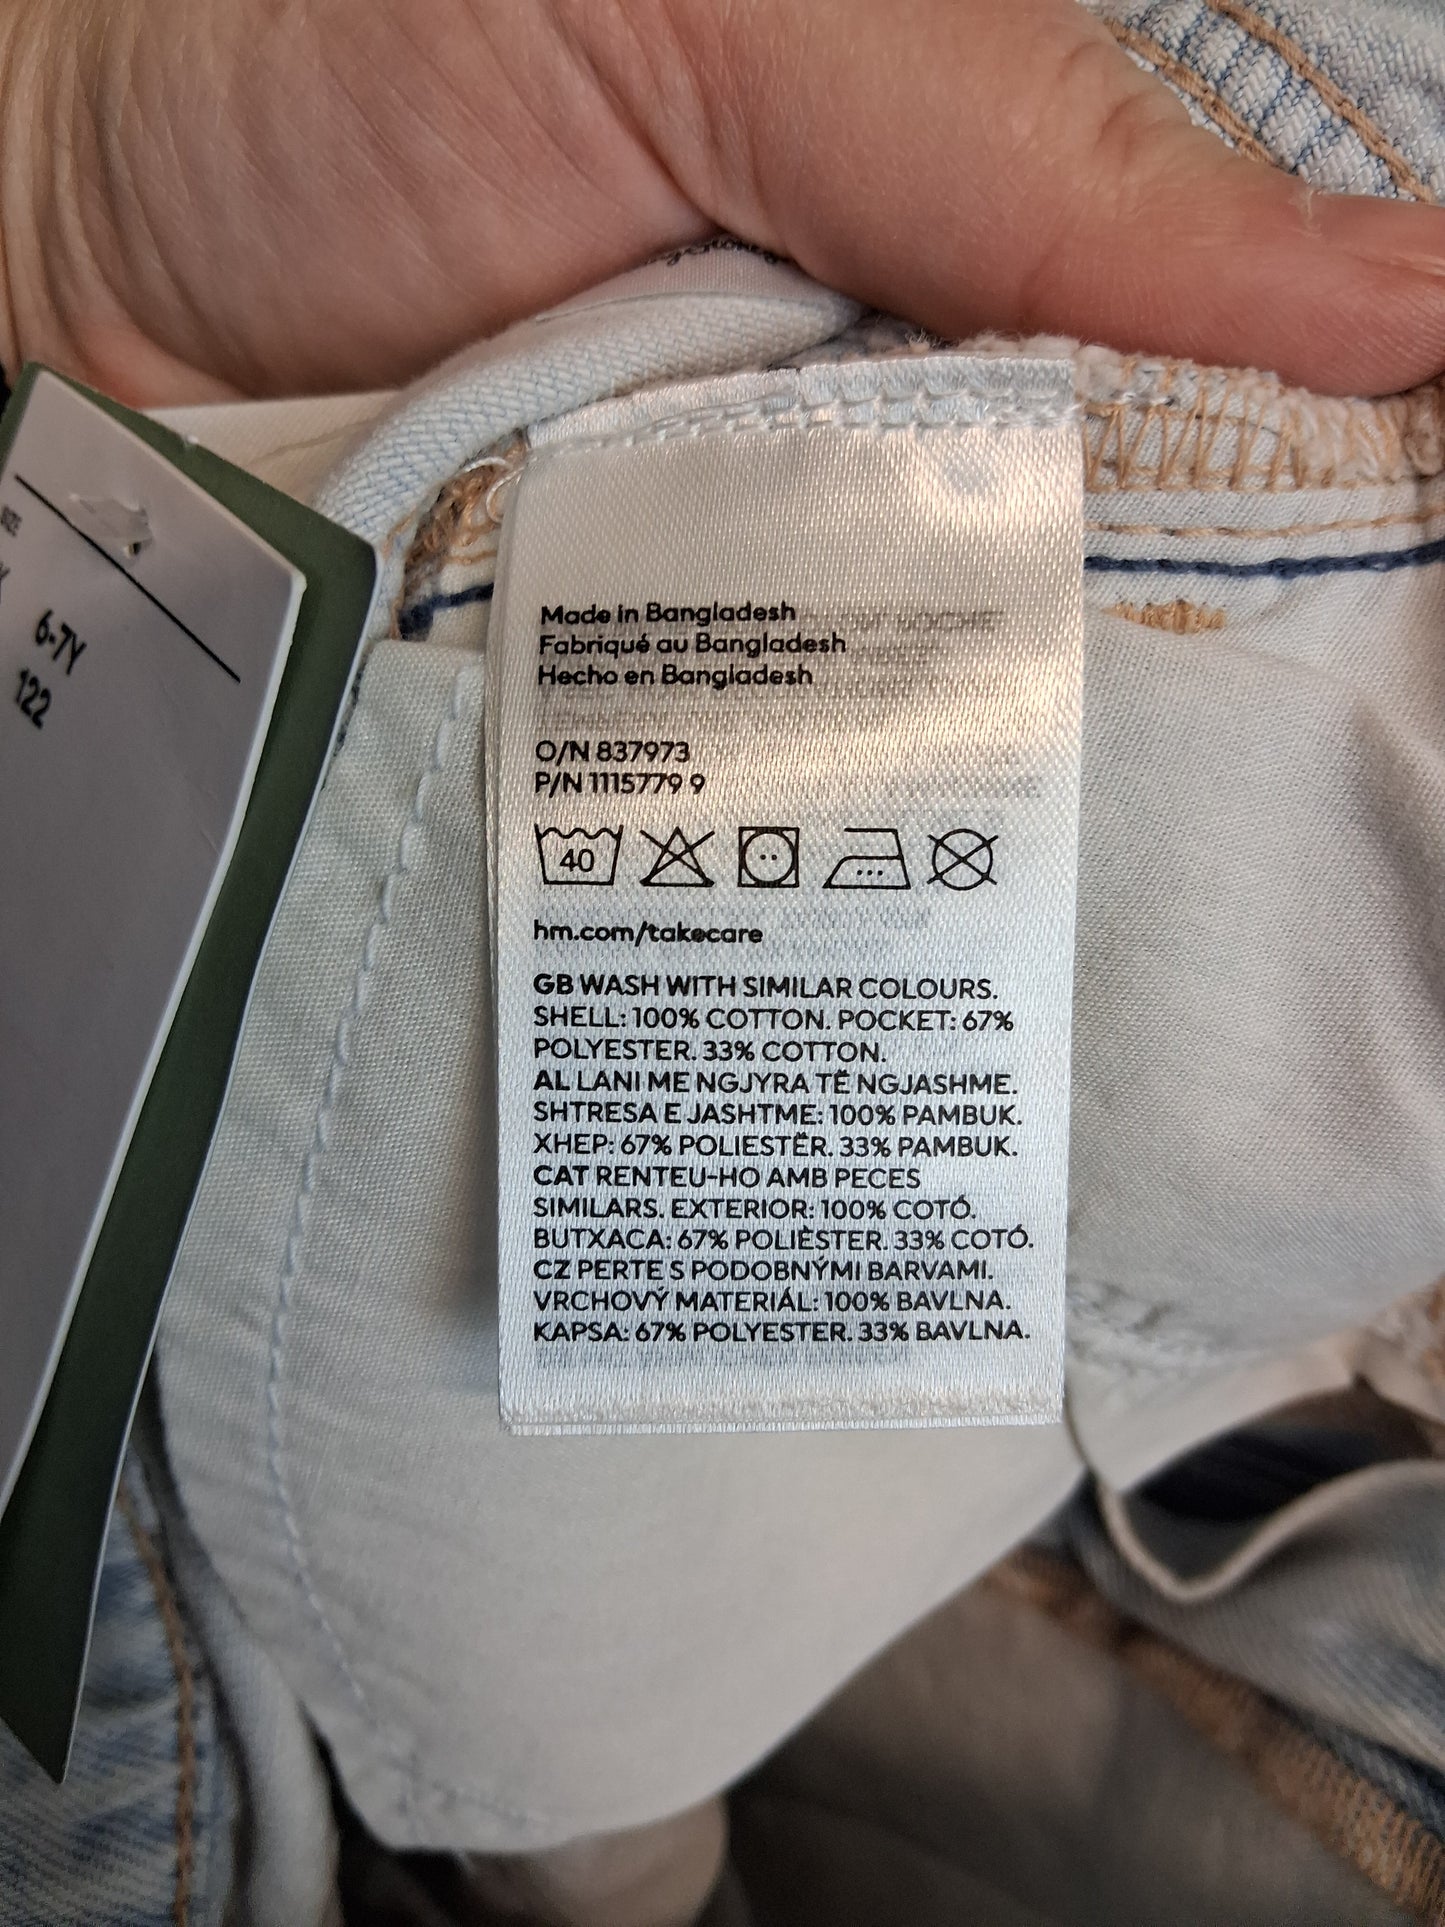 SIZE
6-7Y
122
Made in Bangladesh
Fabriqué au Bangladesh
Hecho en Bangladesh
O/N 837973
P/N 1115779 9
40
hm.com/takecare
GB WASH WITH SIMILAR COLOURS.
SHELL: 100% COTTON. POCKET: 67%
POLYESTER. 33% COTTON.
AL LANI ME NGJYRA TË NGJASHME.
SHTRESA E JASHTME: 100% PAMBUK.
XHEP: 67% POLIESTËR. 33% PAMBUK.
CAT RENTEU-HO AMB PECES
SIMILARS. EXTERIOR: 100% COTÓ.
BUTXACA: 67% POLIÈSTER. 33% COTÓ.
CZ PERTE S PODOBNÝMI BARVAMI.
VRCHOVÝ MATERIÁL: 100% BAVLNA.
KAPSA: 67% POLYESTER. 33% BAVLNA.